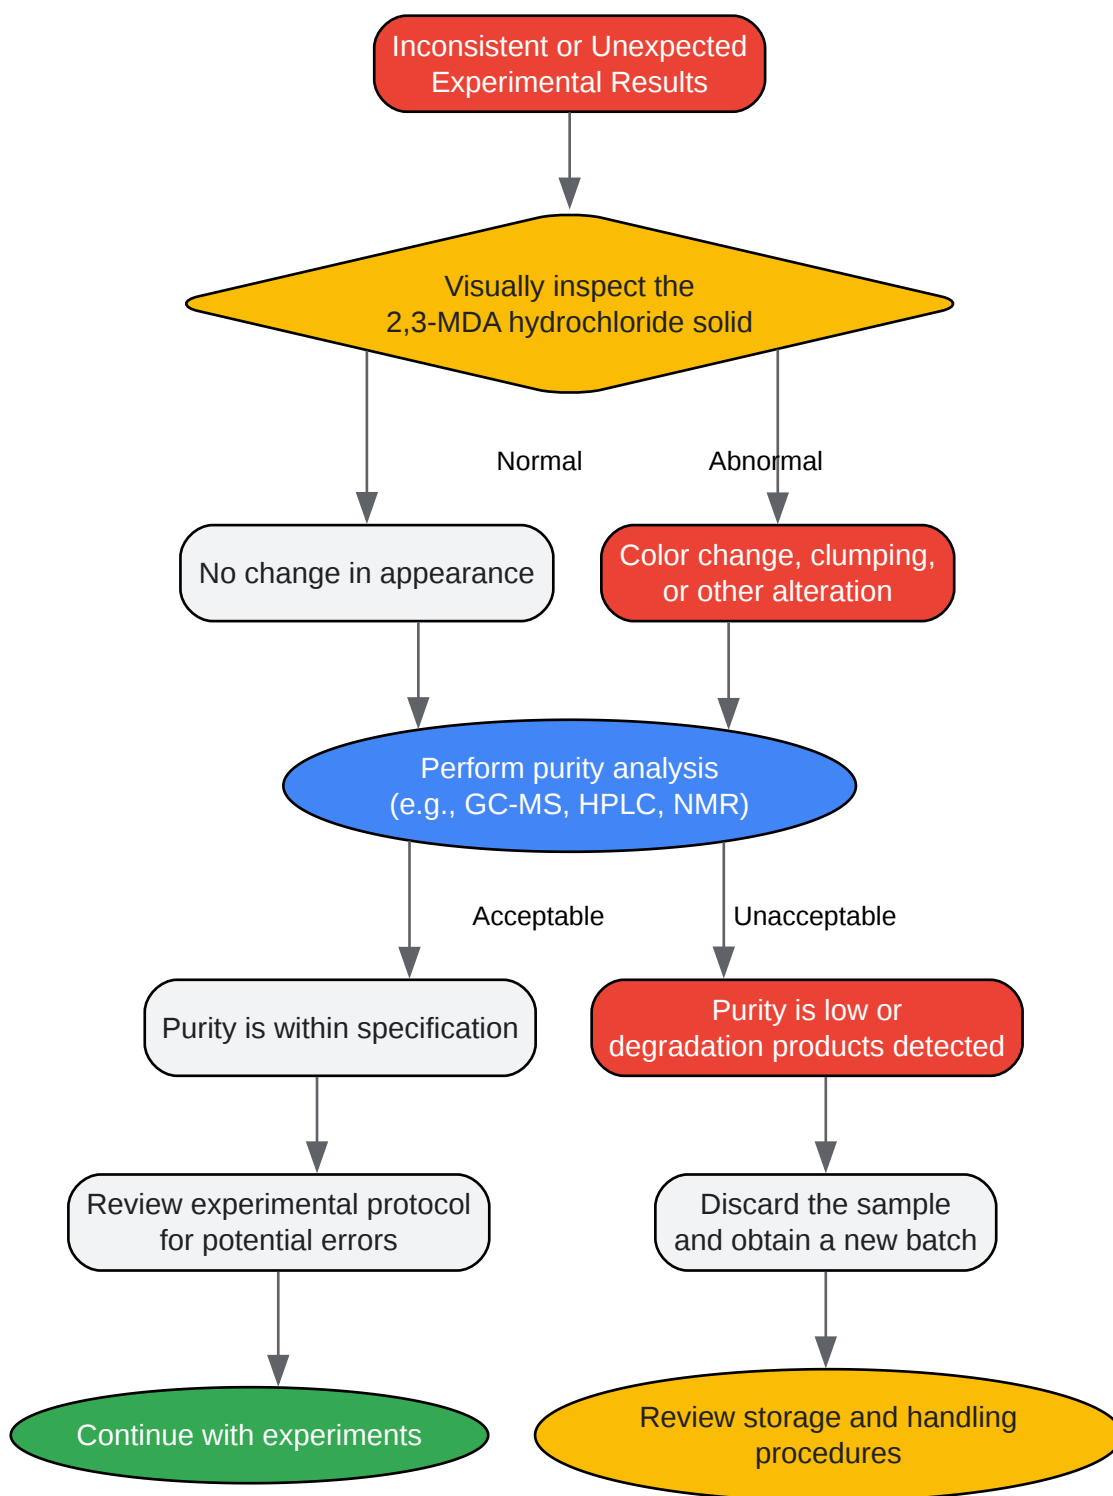 Inconsistent or Unexpected
Experimental Results
Visually inspect the
2,3-MDA hydrochloride solid
Normal
Abnormal
No change in appearance
Color change, clumping,
or other alteration
Perform purity analysis
(e.g., GC-MS, HPLC, NMR)
Acceptable
Unacceptable
Purity is within specification
Purity is low or
degradation products detected
Review experimental protocol
for potential errors
Discard the sample
and obtain a new batch
Continue with experiments
Review storage and handling
procedures